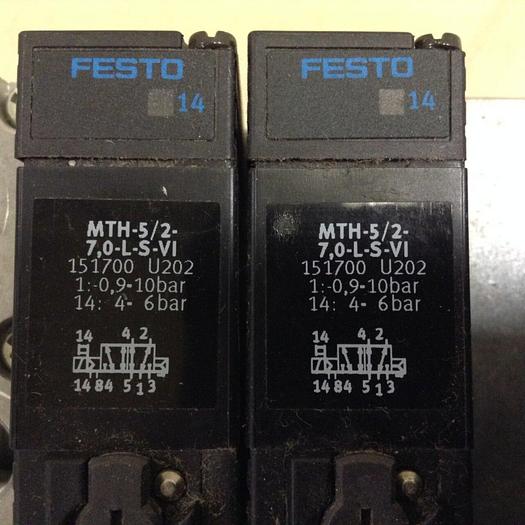 FESTO
14
MTH-5/2-
7,0-L-S-VI
151700 U202
1:-0,9-10bar
14: 4- 6bar
14 4 2
14 84 5 1 3
FESTO
14
MTH-5/2-
7,0-L-S-VI
151700 U202
1:-0,9-10bar
14: 4- 6bar
14 4 2
14 84 5 1 3